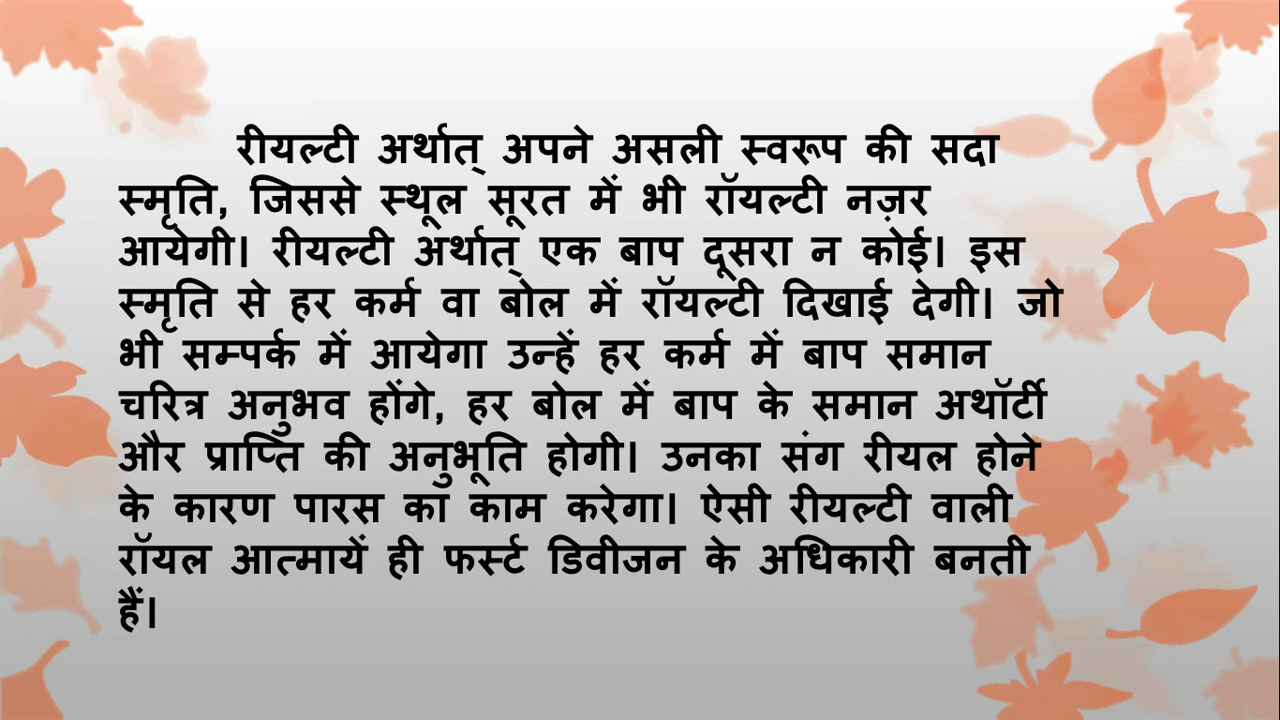 रीयल्टी अर्थात् अपने असली स्वरूप की सदा
स्मृति, जिससे स्थूल सूरत में भी रॉयल्टी नज़र
आयेगी। रीयल्टी अर्थात् एक बाप दूसरा न कोई। इस
स्मृति से हर कर्म वा बोल में रॉयल्टी दिखाई देगी। जो
भी सम्पर्क में आयेगा उन्हें हर कर्म में बाप समान
चरित्र अनुभव होंगे, हर बोल में बाप के समान अथॉर्टी
और प्राप्ति की अनुभूति होगी। उनका संग रीयल होने
के कारण पारस का काम करेगा। ऐसी रीयल्टी वाली
रॉयल आत्मायें ही फर्स्ट डिवीजन के अधिकारी बनती
हैं।